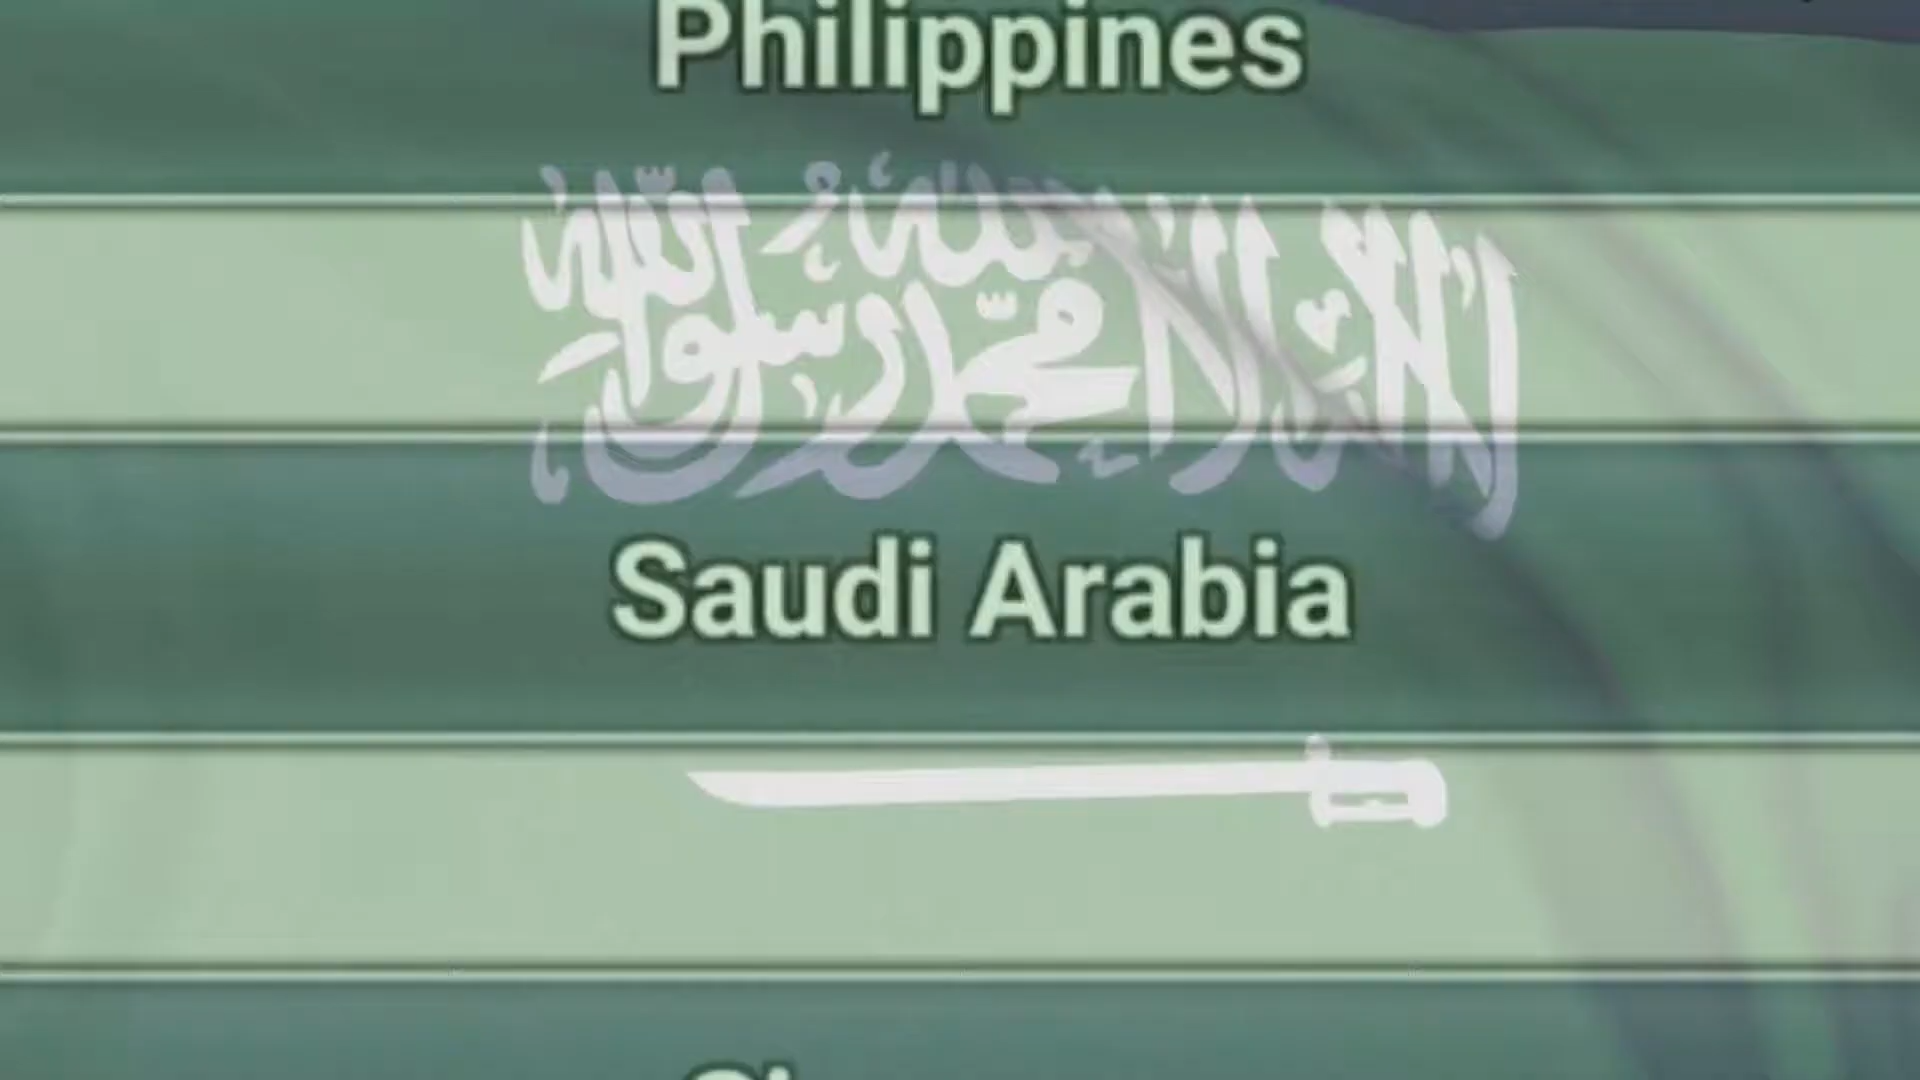 Philippines
لا إله إلا الله محمد رسول الله
Saudi Arabia